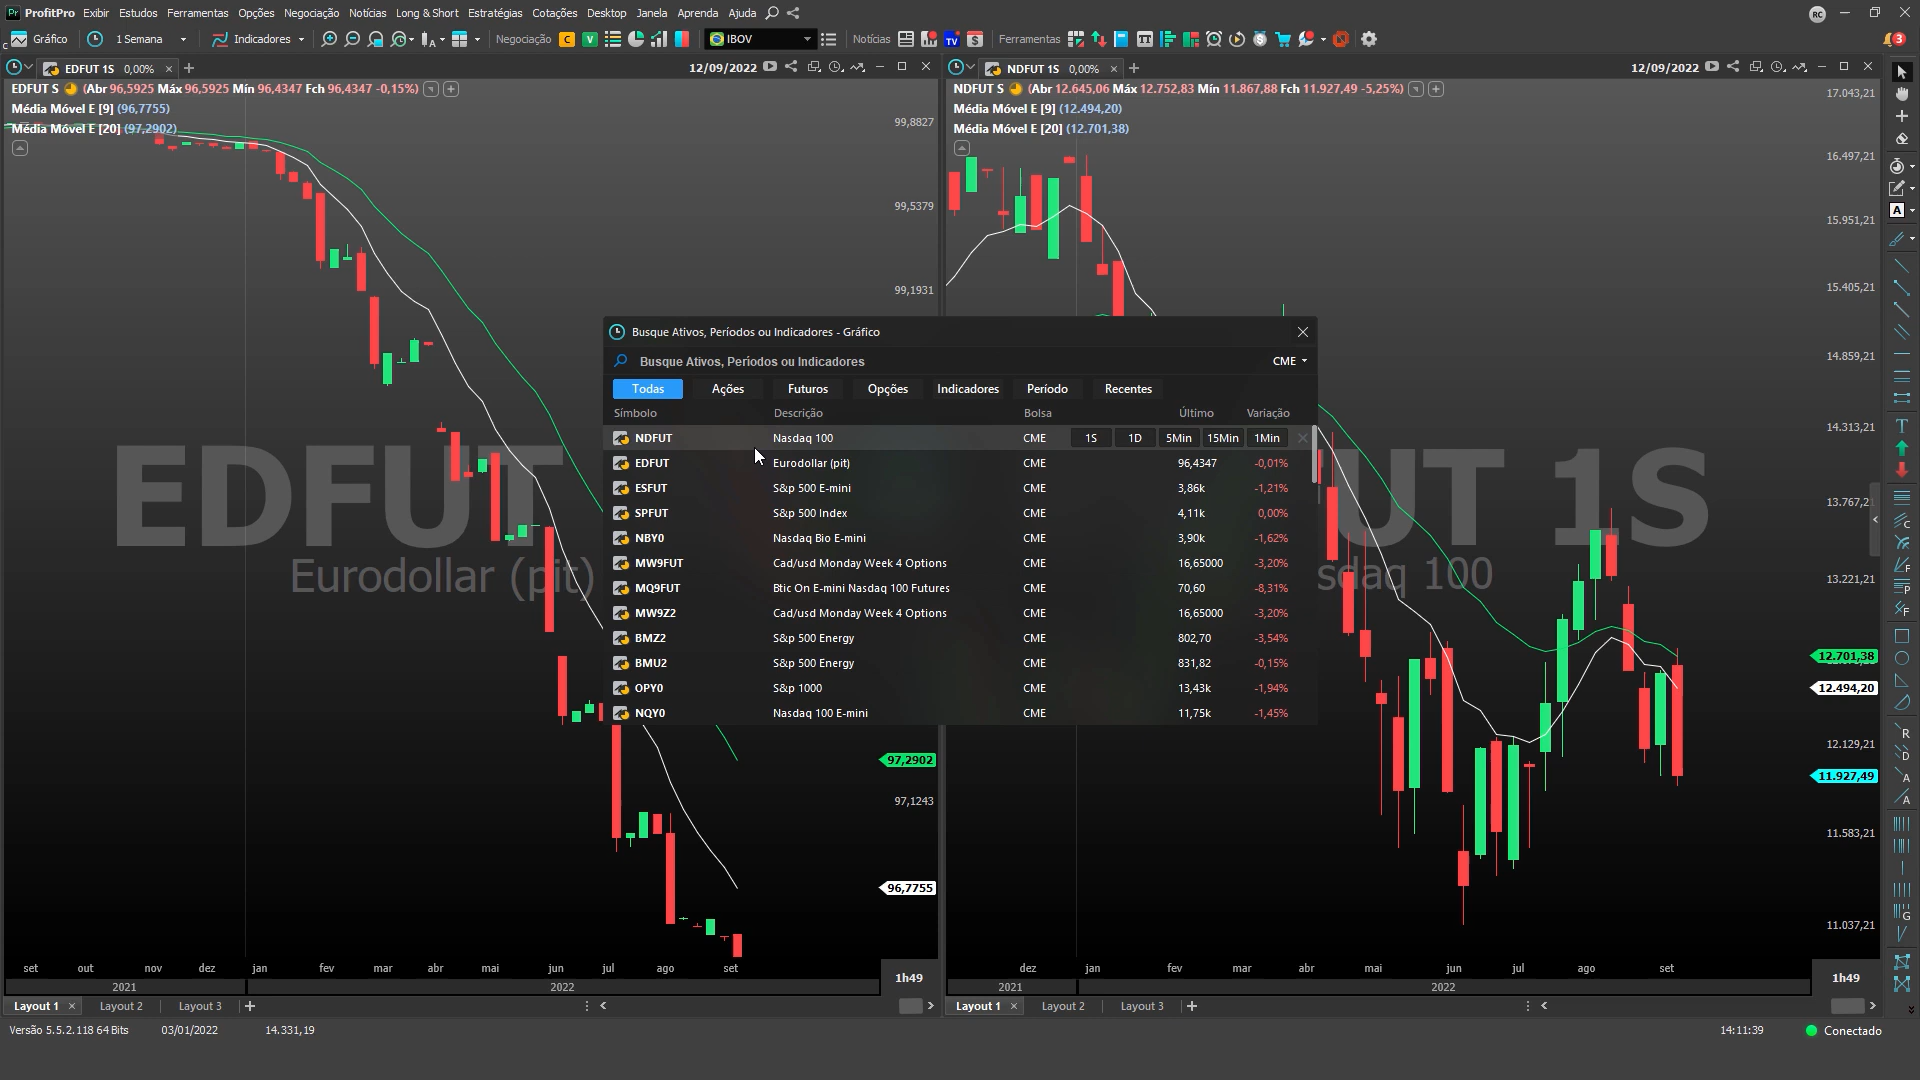 Pr ProfitPro Exibir Estudos Ferramentas Opções Negociação Notícias Long & Short Estratégias Cotações Desktop Janela Aprenda Ajuda RC
Gráfico 1 Semana Indicadores Negociação C V IBOV Notícias TV $ Ferramentas 3
EDFUT 1S 0,00% × + 12/09/2022
EDFUT S (Abr 96,5925 Máx 96,5925 Mín 96,4347 Fch 96,4347 -0,15%)
Média Móvel E [9] (96,7755)
Média Móvel E [20] (97,2902)
99,8827
99,5379
99,1931
EDFUT
Eurodollar (pit)
97,2902
97,1243
96,7755
set out nov dez jan fev mar abr mai jun jul ago set
2021 2022
1h49
Layout 1 × Layout 2 Layout 3 +
NDFUT 1S 0,00% × + 12/09/2022
NDFUT S (Abr 12.645,06 Máx 12.752,83 Mín 11.867,88 Fch 11.927,49 -5,25%)
Média Móvel E [9] (12.494,20)
Média Móvel E [20] (12.701,38)
17.043,21
16.497,21
15.951,21
15.405,21
14.859,21
14.313,21
13.767,21
13.221,21
12.701,38
12.494,20
12.129,21
11.927,49
11.583,21
11.037,21
UT 1S
sdaq 100
dez jan fev mar abr mai jun jul ago set
2021 2022
1h49
Layout 1 × Layout 2 Layout 3 +
Busque Ativos, Períodos ou Indicadores - Gráfico
Busque Ativos, Períodos ou Indicadores CME
Todas Ações Futuros Opções Indicadores Período Recentes
Símbolo Descrição Bolsa Último Variação
NDFUT Nasdaq 100 CME 1S 1D 5Min 15Min 1Min
EDFUT Eurodollar (pit) CME 96,4347 -0,01%
ESFUT S&p 500 E-mini CME 3,86k -1,21%
SPFUT S&p 500 Index CME 4,11k 0,00%
NBY0 Nasdaq Bio E-mini CME 3,90k -1,62%
MW9FUT Cad/usd Monday Week 4 Options CME 16,65000 -3,20%
MQ9FUT Btic On E-mini Nasdaq 100 Futures CME 70,60 -8,31%
MW9Z2 Cad/usd Monday Week 4 Options CME 16,65000 -3,20%
BMZ2 S&p 500 Energy CME 802,70 -3,54%
BMU2 S&p 500 Energy CME 831,82 -0,15%
OPY0 S&p 1000 CME 13,43k -1,94%
NQY0 Nasdaq 100 E-mini CME 11,75k -1,45%
Versão 5.5.2.118 64 Bits 03/01/2022 14.331,19 14:11:39 Conectado